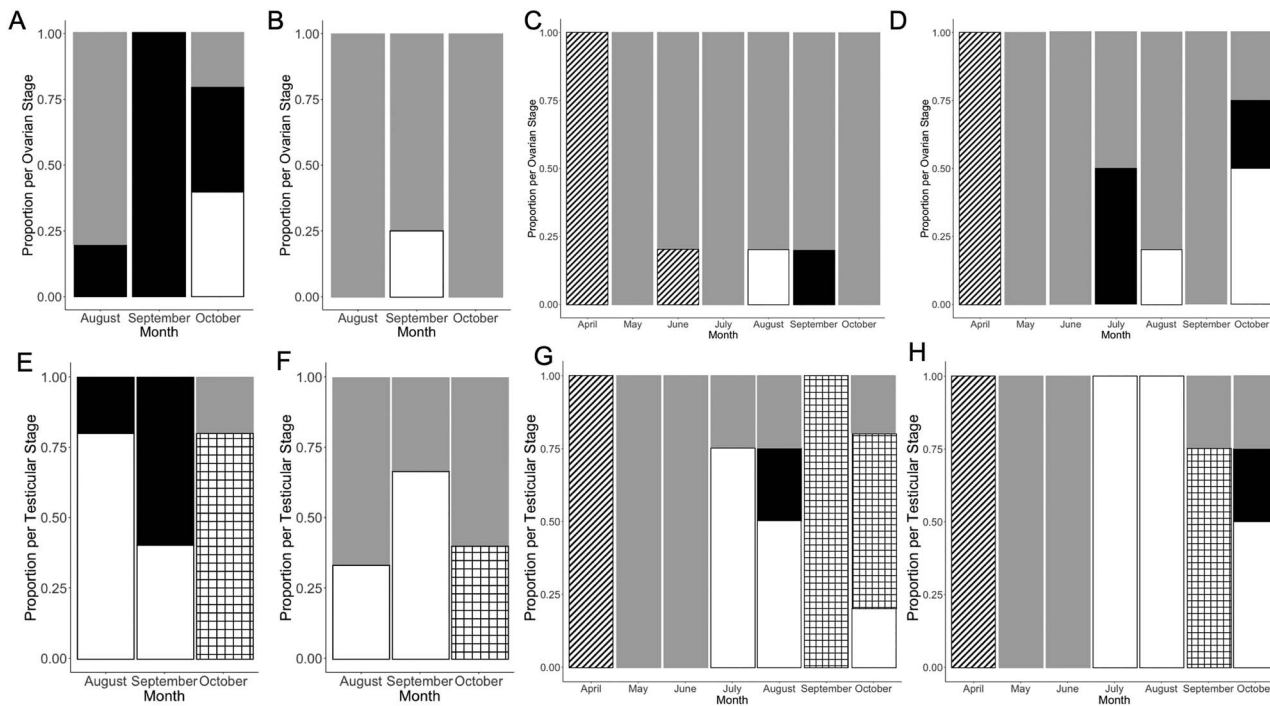 A
Proportion per Ovarian Stage
1.00
0.75
0.50
0.25
0.00
August September October
Month
B
Proportion per Ovarian Stage
1.00
0.75
0.50
0.25
0.00
August September October
Month
C
Proportion per Ovarian Stage
1.00
0.75
0.50
0.25
0.00
April May June July August September October
Month
D
Proportion per Ovarian Stage
1.00
0.75
0.50
0.25
0.00
April May June July August September October
Month
E
Proportion per Testicular Stage
1.00
0.75
0.50
0.25
0.00
August September October
Month
F
Proportion per Testicular Stage
1.00
0.75
0.50
0.25
0.00
August September October
Month
G
Proportion per Testicular Stage
1.00
0.75
0.50
0.25
0.00
April May June July August September October
Month
H
Proportion per Testicular Stage
1.00
0.75
0.50
0.25
0.00
April May June July August September October
Month